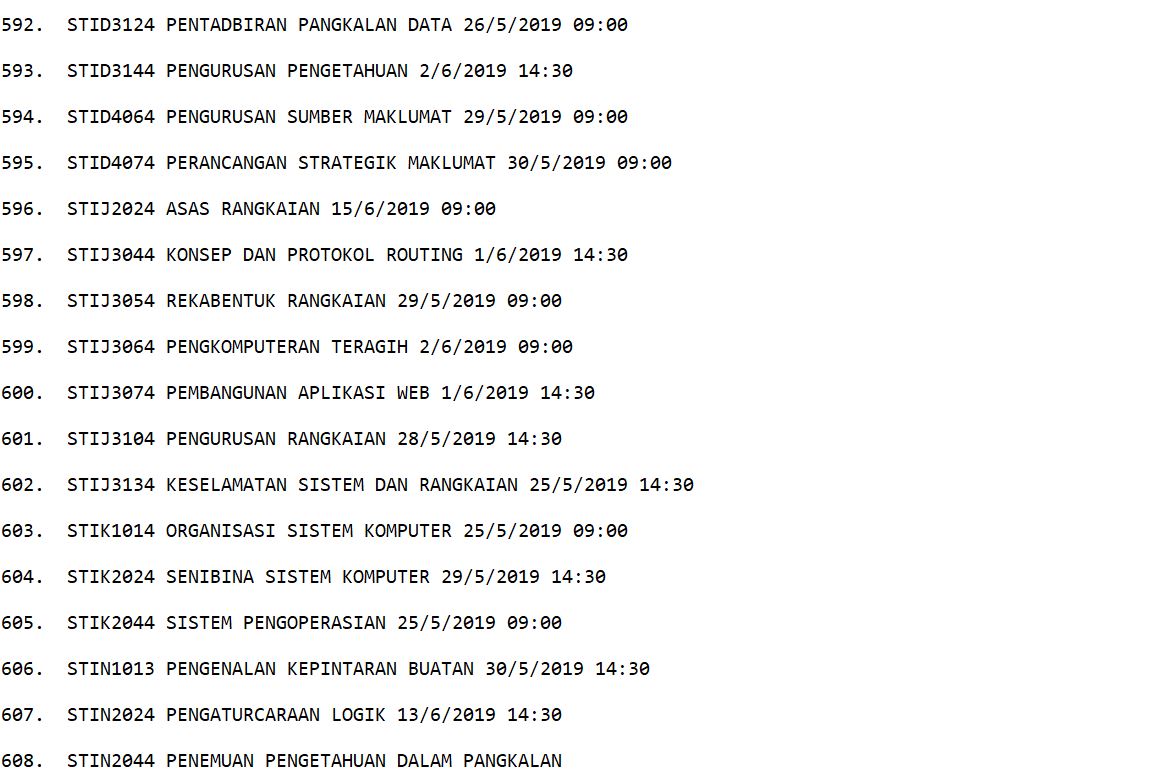 592.  STID3124 PENTADBIRAN PANGKALAN DATA 26/5/2019 09:00
593.  STID3144 PENGURUSAN PENGETAHUAN 2/6/2019 14:30
594.  STID4064 PENGURUSAN SUMBER MAKLUMAT 29/5/2019 09:00
595.  STID4074 PERANCANGAN STRATEGIK MAKLUMAT 30/5/2019 09:00
596.  STIJ2024 ASAS RANGKAIAN 15/6/2019 09:00
597.  STIJ3044 KONSEP DAN PROTOKOL ROUTING 1/6/2019 14:30
598.  STIJ3054 REKABENTUK RANGKAIAN 29/5/2019 09:00
599.  STIJ3064 PENGKOMPUTERAN TERAGIH 2/6/2019 09:00
600.  STIJ3074 PEMBANGUNAN APLIKASI WEB 1/6/2019 14:30
601.  STIJ3104 PENGURUSAN RANGKAIAN 28/5/2019 14:30
602.  STIJ3134 KESELAMATAN SISTEM DAN RANGKAIAN 25/5/2019 14:30
603.  STIK1014 ORGANISASI SISTEM KOMPUTER 25/5/2019 09:00
604.  STIK2024 SENIBINA SISTEM KOMPUTER 29/5/2019 14:30
605.  STIK2044 SISTEM PENGOPERASIAN 25/5/2019 09:00
606.  STIN1013 PENGENALAN KEPINTARAN BUATAN 30/5/2019 14:30
607.  STIN2024 PENGATURCARAAN LOGIK 13/6/2019 14:30
608.  STIN2044 PENEMUAN PENGETAHUAN DALAM PANGKALAN